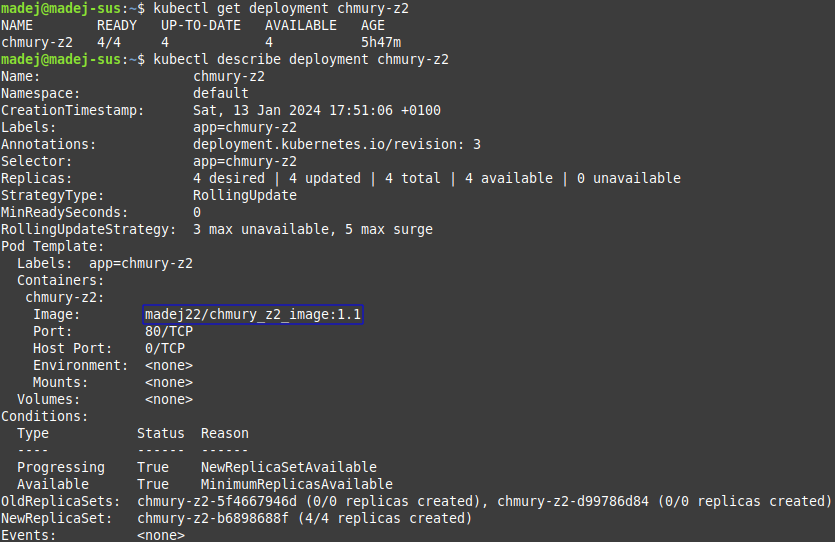 madej@madej-sus:~$ kubectl get deployment chmury-z2
NAME        READY   UP-TO-DATE   AVAILABLE   AGE
chmury-z2   4/4     4            4           5h47m
madej@madej-sus:~$ kubectl describe deployment chmury-z2
Name:                   chmury-z2
Namespace:              default
CreationTimestamp:      Sat, 13 Jan 2024 17:51:06 +0100
Labels:                 app=chmury-z2
Annotations:            deployment.kubernetes.io/revision: 3
Selector:               app=chmury-z2
Replicas:               4 desired | 4 updated | 4 total | 4 available | 0 unavailable
StrategyType:           RollingUpdate
MinReadySeconds:        0
RollingUpdateStrategy:  3 max unavailable, 5 max surge
Pod Template:
  Labels:  app=chmury-z2
  Containers:
   chmury-z2:
    Image:        madej22/chmury_z2_image:1.1
    Port:         80/TCP
    Host Port:    0/TCP
    Environment:  <none>
    Mounts:       <none>
  Volumes:        <none>
Conditions:
  Type           Status  Reason
  ----           ------  ------
  Progressing    True    NewReplicaSetAvailable
  Available      True    MinimumReplicasAvailable
OldReplicaSets:  chmury-z2-5f4667946d (0/0 replicas created), chmury-z2-d99786d84 (0/0 replicas created)
NewReplicaSet:   chmury-z2-b6898688f (4/4 replicas created)
Events:          <none>